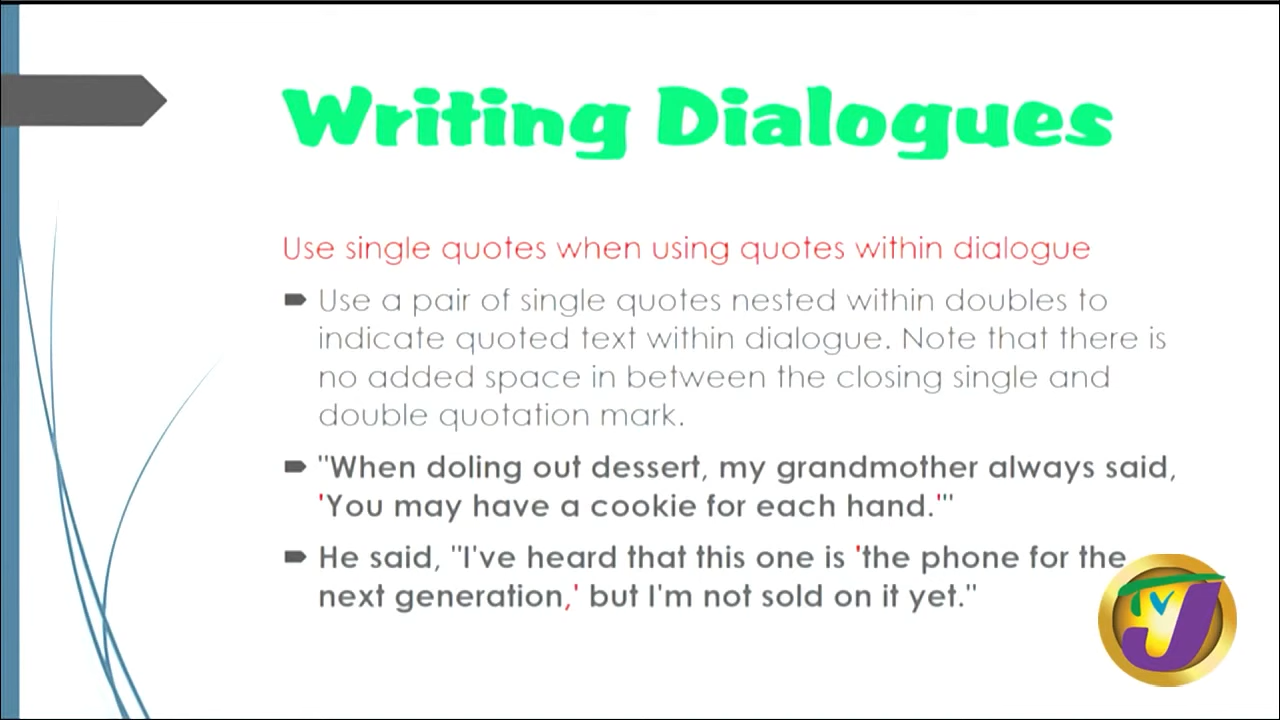 Writing Dialogues
Use single quotes when using quotes within dialogue
Use a pair of single quotes nested within doubles to
indicate quoted text within dialogue. Note that there is
no added space in between the closing single and
double quotation mark.
"When doling out dessert, my grandmother always said,
'You may have a cookie for each hand.'"
He said, "I've heard that this one is 'the phone for the
next generation,' but I'm not sold on it yet."
TVJ